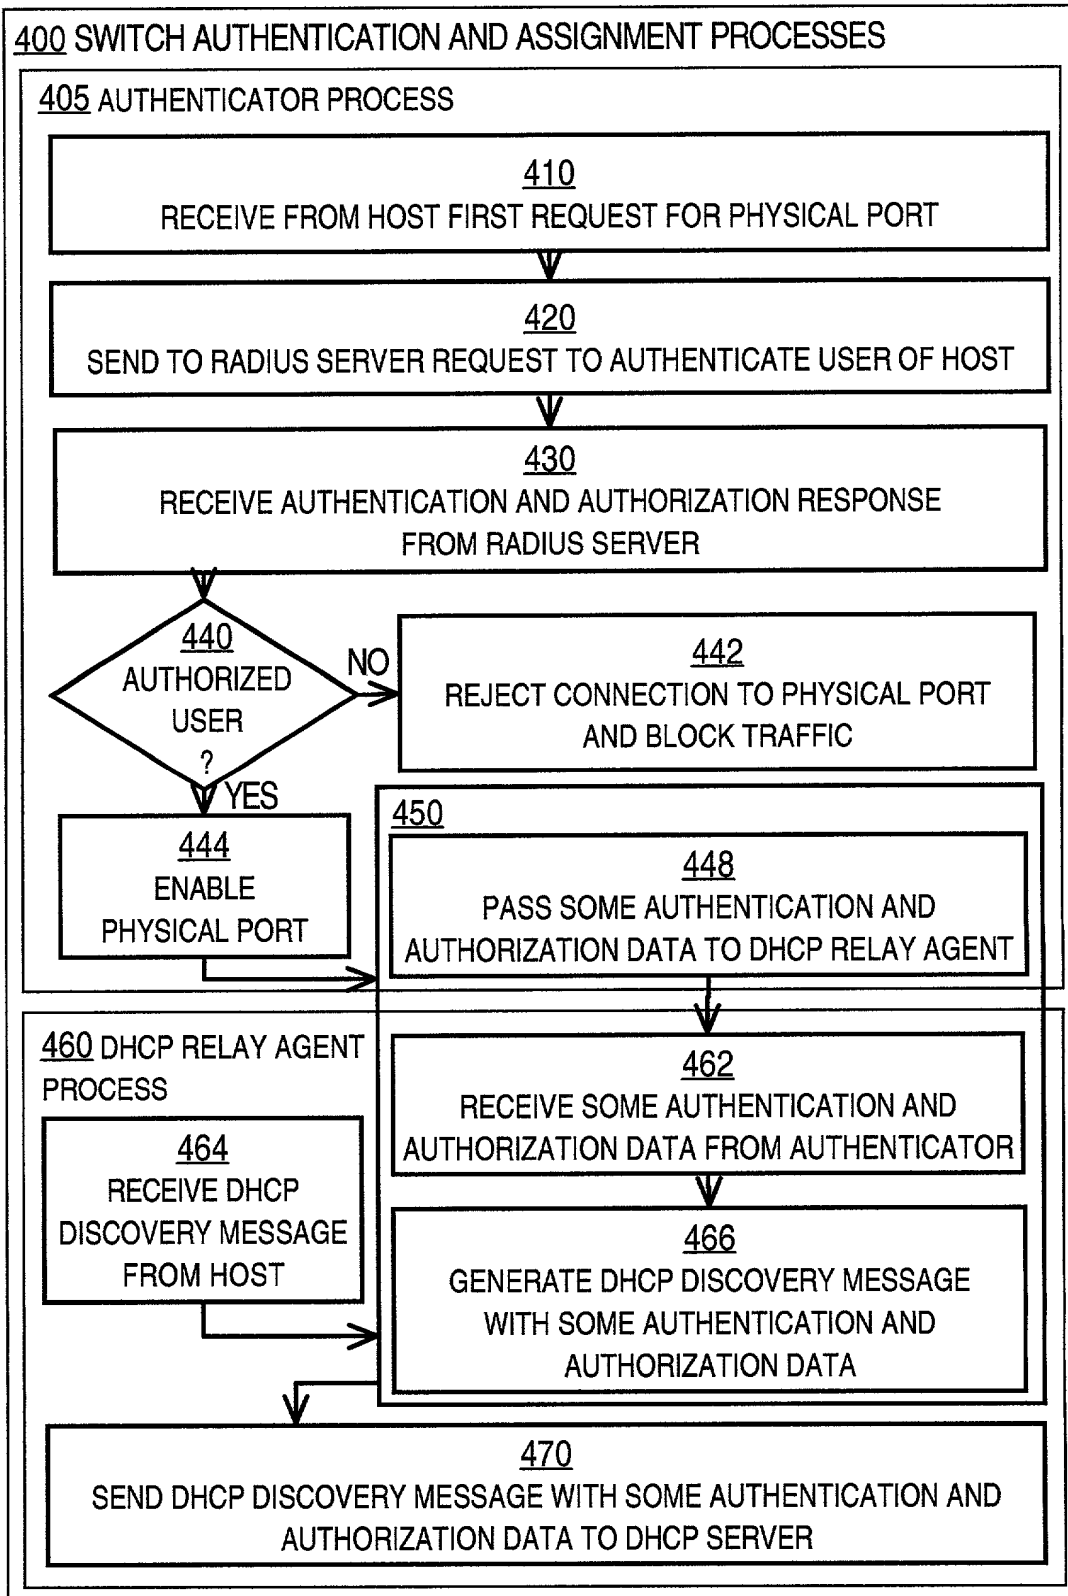 400 SWITCH AUTHENTICATION AND ASSIGNMENT PROCESSES
405 AUTHENTICATOR PROCESS
410
RECEIVE FROM HOST FIRST REQUEST FOR PHYSICAL PORT
420
SEND TO RADIUS SERVER REQUEST TO AUTHENTICATE USER OF HOST
430
RECEIVE AUTHENTICATION AND AUTHORIZATION RESPONSE
FROM RADIUS SERVER
440
AUTHORIZED
USER
?
NO
442
REJECT CONNECTION TO PHYSICAL PORT
AND BLOCK TRAFFIC
YES
444
ENABLE
PHYSICAL PORT
450
448
PASS SOME AUTHENTICATION AND
AUTHORIZATION DATA TO DHCP RELAY AGENT
460 DHCP RELAY AGENT
PROCESS
462
RECEIVE SOME AUTHENTICATION AND
AUTHORIZATION DATA FROM AUTHENTICATOR
464
RECEIVE DHCP
DISCOVERY MESSAGE
FROM HOST
466
GENERATE DHCP DISCOVERY MESSAGE
WITH SOME AUTHENTICATION AND
AUTHORIZATION DATA
470
SEND DHCP DISCOVERY MESSAGE WITH SOME AUTHENTICATION AND
AUTHORIZATION DATA TO DHCP SERVER